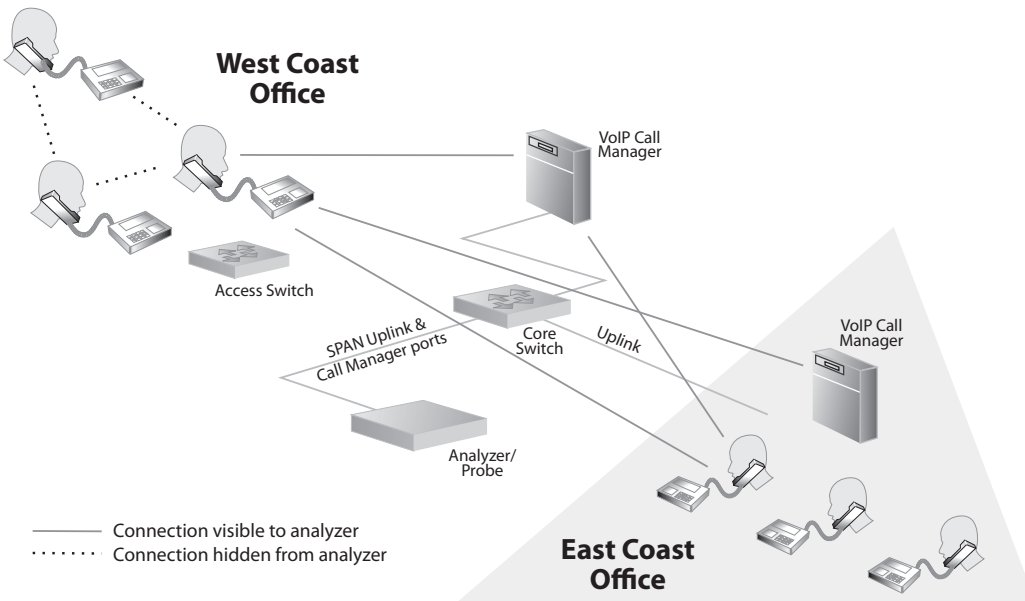 West Coast
Office
VoIP Call
Manager
Access Switch
SPAN Uplink &
Call Manager ports
Core
Switch
Uplink
VoIP Call
Manager
Analyzer/
Probe
Connection visible to analyzer
Connection hidden from analyzer
East Coast
Office